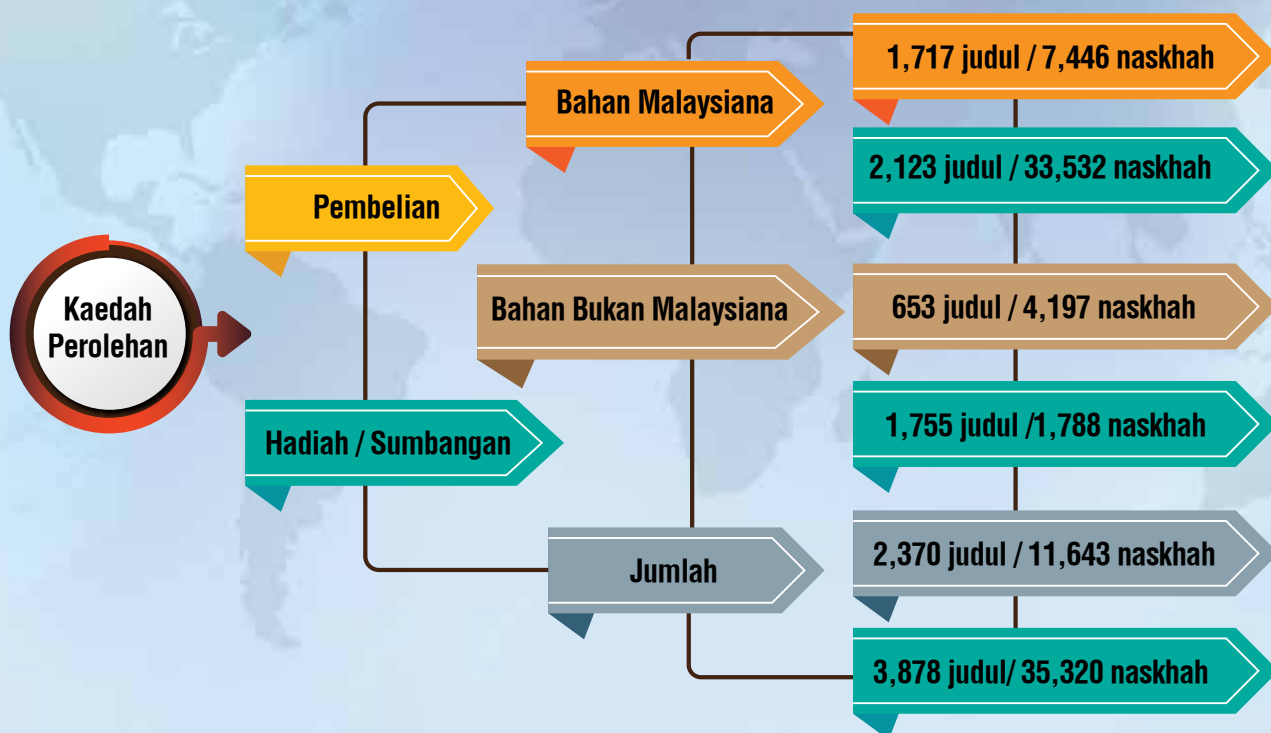 Kaedah
Perolehan
Pembelian
Hadiah / Sumbangan
Bahan Malaysiana
Bahan Bukan Malaysiana
Jumlah
1,717 judul / 7,446 naskhah
2,123 judul / 33,532 naskhah
653 judul / 4,197 naskhah
1,755 judul /1,788 naskhah
2,370 judul / 11,643 naskhah
3,878 judul/ 35,320 naskhah